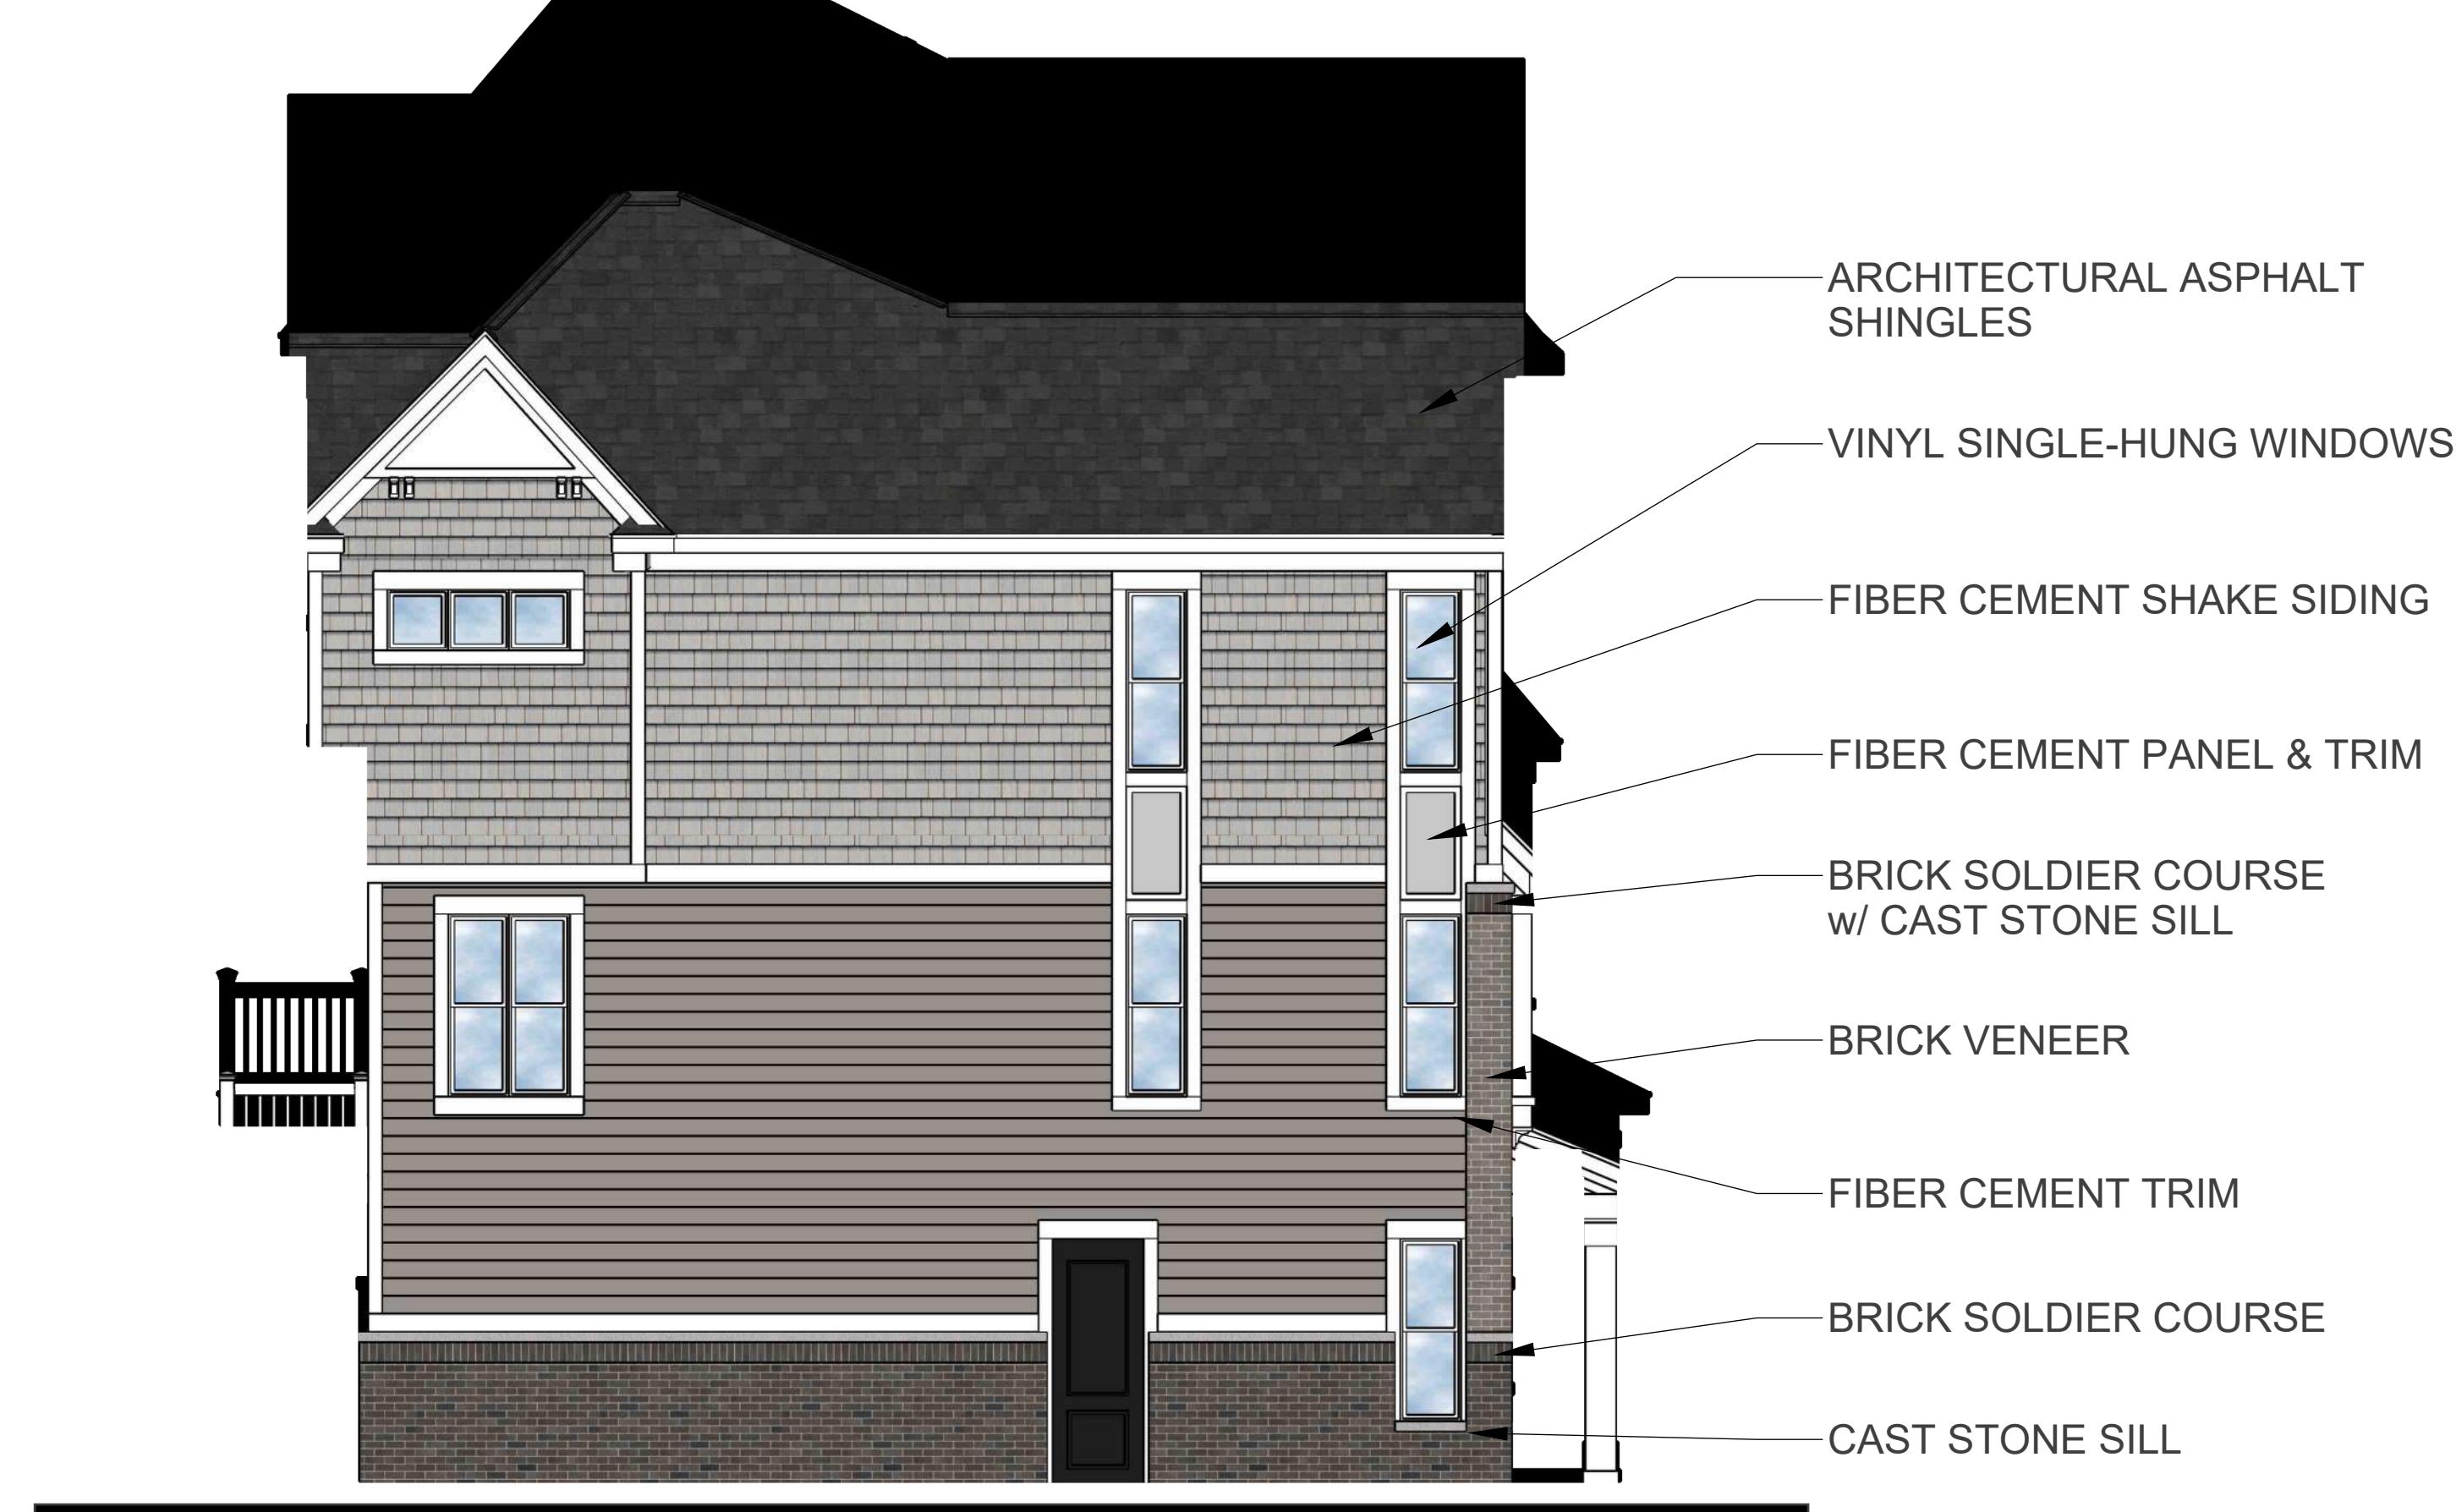 ARCHITECTURAL ASPHALT
SHINGLES
VINYL SINGLE-HUNG WINDOWS
FIBER CEMENT SHAKE SIDING
FIBER CEMENT PANEL & TRIM
BRICK SOLDIER COURSE
w/ CAST STONE SILL
BRICK VENEER
FIBER CEMENT TRIM
BRICK SOLDIER COURSE
CAST STONE SILL